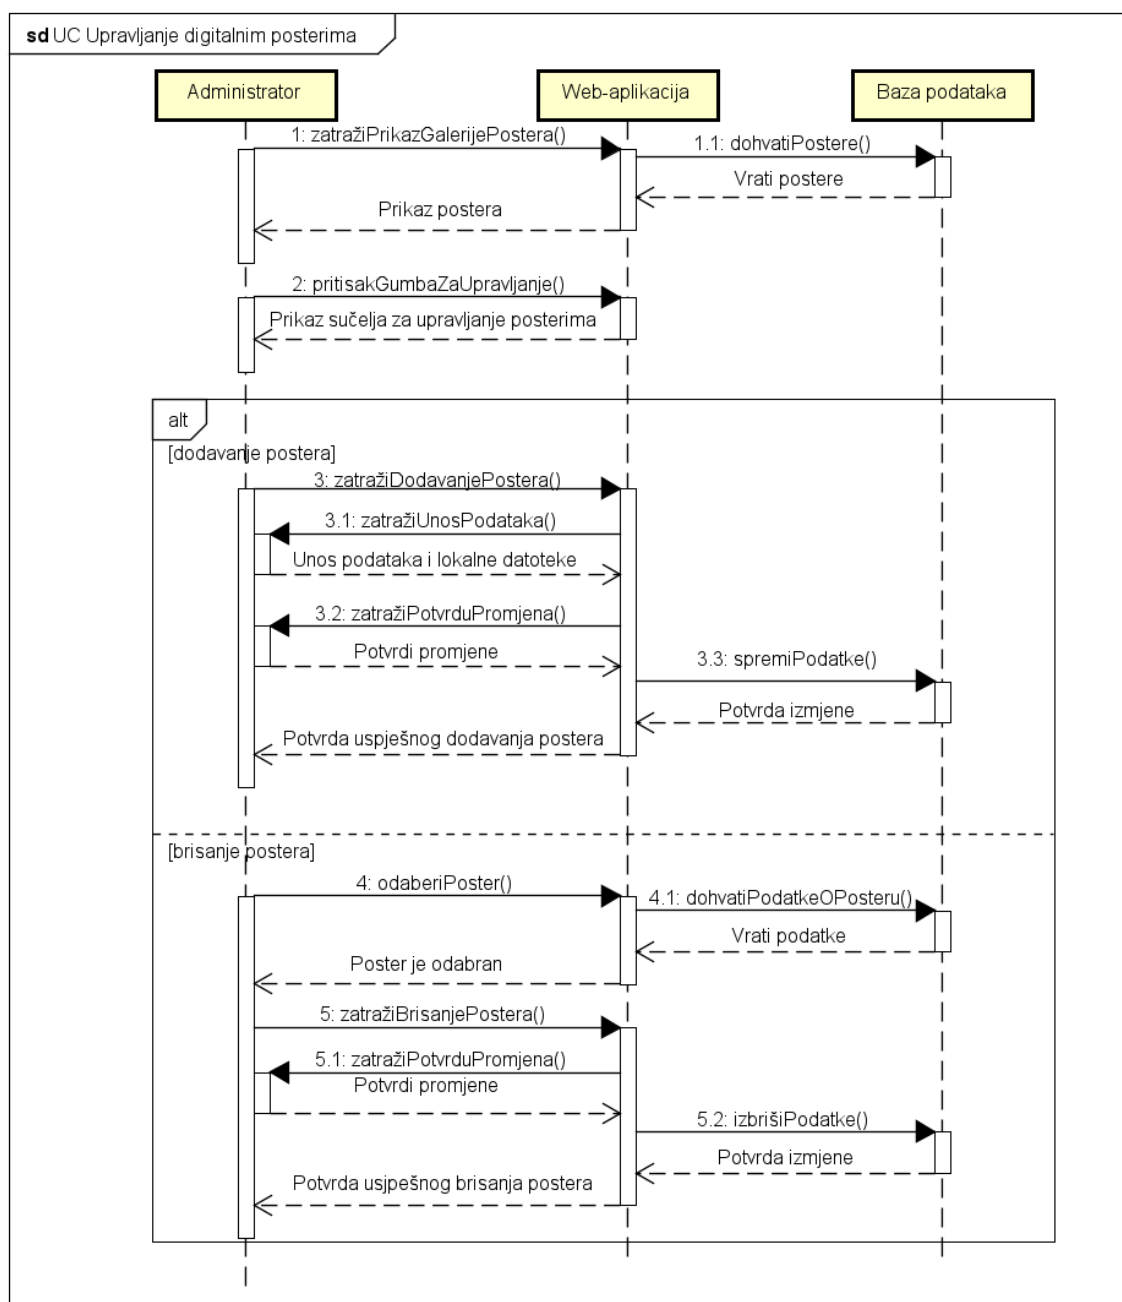 sd UC Upravljanje digitalnim posterima
Administrator
Web-aplikacija
Baza podataka
1: zatražiPrikazGalerijePostera()
1.1: dohvatiPostere()
Vrati postere
Prikaz postera
2: pritisakGumbaZaUpravljanje()
Prikaz sučelja za upravljanje posterima
alt
[dodavanje postera]
3: zatražiDodavanjePostera()
3.1: zatražiUnosPodataka()
Unos podataka i lokalne datoteke
3.2: zatražiPotvrduPromjena()
Potvrdi promjene
3.3: spremiPodatke()
Potvrda izmjene
Potvrda uspješnog dodavanja postera
[brisanje postera]
4: odaberiPoster()
4.1: dohvatiPodatkeOPosteru()
Vrati podatke
Poster je odabran
5: zatražiBrisanjePostera()
5.1: zatražiPotvrduPromjena()
Potvrdi promjene
5.2: izbrišiPodatke()
Potvrda izmjene
Potvrda usjpešnog brisanja postera